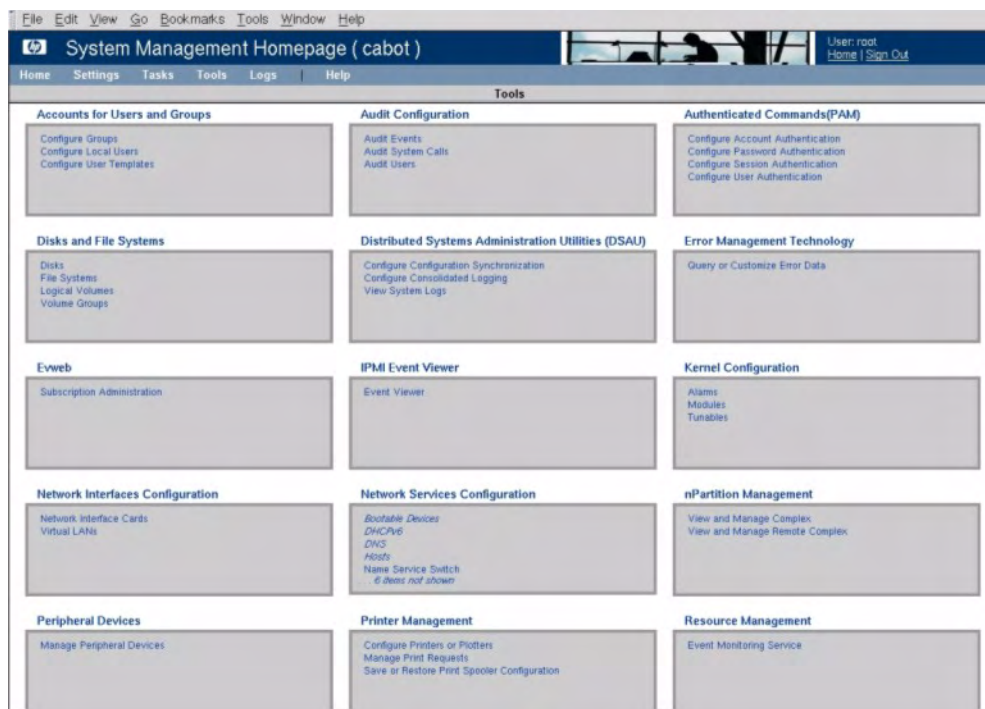 File Edit View Go Bookmarks Tools Window Help
hp System Management Homepage ( cabot )
User: root
Home | Sign Out
Home Settings Tasks Tools Logs | Help
Tools
Accounts for Users and Groups
Configure Groups
Configure Local Users
Configure User Templates
Audit Configuration
Audit Events
Audit System Calls
Audit Users
Authenticated Commands(PAM)
Configure Account Authentication
Configure Password Authentication
Configure Session Authentication
Configure User Authentication
Disks and File Systems
Disks
File Systems
Logical Volumes
Volume Groups
Distributed Systems Administration Utilities (DSAU)
Configure Configuration Synchronization
Configure Consolidated Logging
View System Logs
Error Management Technology
Query or Customize Error Data
Evweb
Subscription Administration
IPMI Event Viewer
Event Viewer
Kernel Configuration
Alarms
Modules
Tunables
Network Interfaces Configuration
Network Interface Cards
Virtual LANs
Network Services Configuration
Bootable Devices
DHCPv6
DNS
Hosts
Name Service Switch
... 6 items not shown
nPartition Management
View and Manage Complex
View and Manage Remote Complex
Peripheral Devices
Manage Peripheral Devices
Printer Management
Configure Printers or Plotters
Manage Print Requests
Save or Restore Print Spooler Configuration
Resource Management
Event Monitoring Service